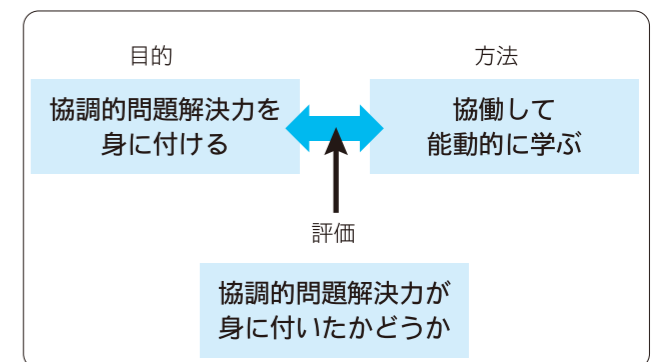 目的
方法
協調的問題解決力を
身に付ける
協働して
能動的に学ぶ
評価
協調的問題解決力が
身に付いたかどうか